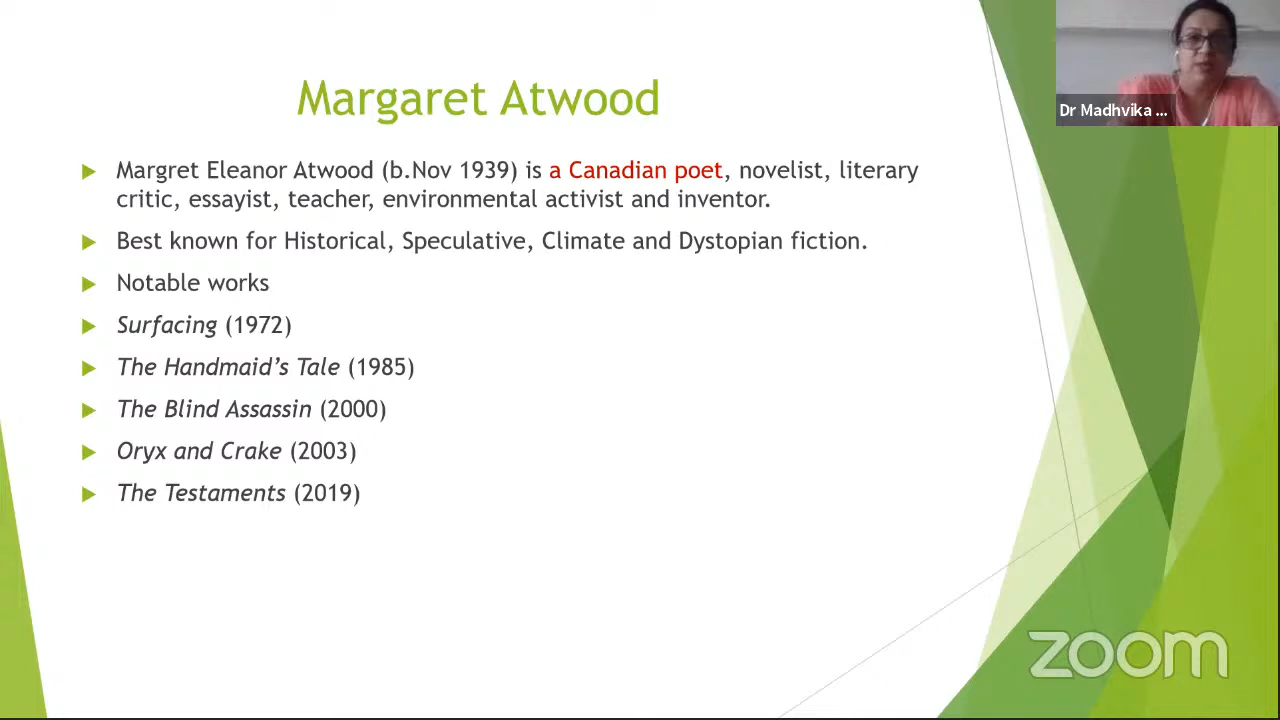 Margaret Atwood
Dr Madhvika ...
Margret Eleanor Atwood (b.Nov 1939) is a Canadian poet, novelist, literary
critic, essayist, teacher, environmental activist and inventor.
Best known for Historical, Speculative, Climate and Dystopian fiction.
Notable works
Surfacing (1972)
The Handmaid's Tale (1985)
The Blind Assassin (2000)
Oryx and Crake (2003)
The Testaments (2019)
zoom